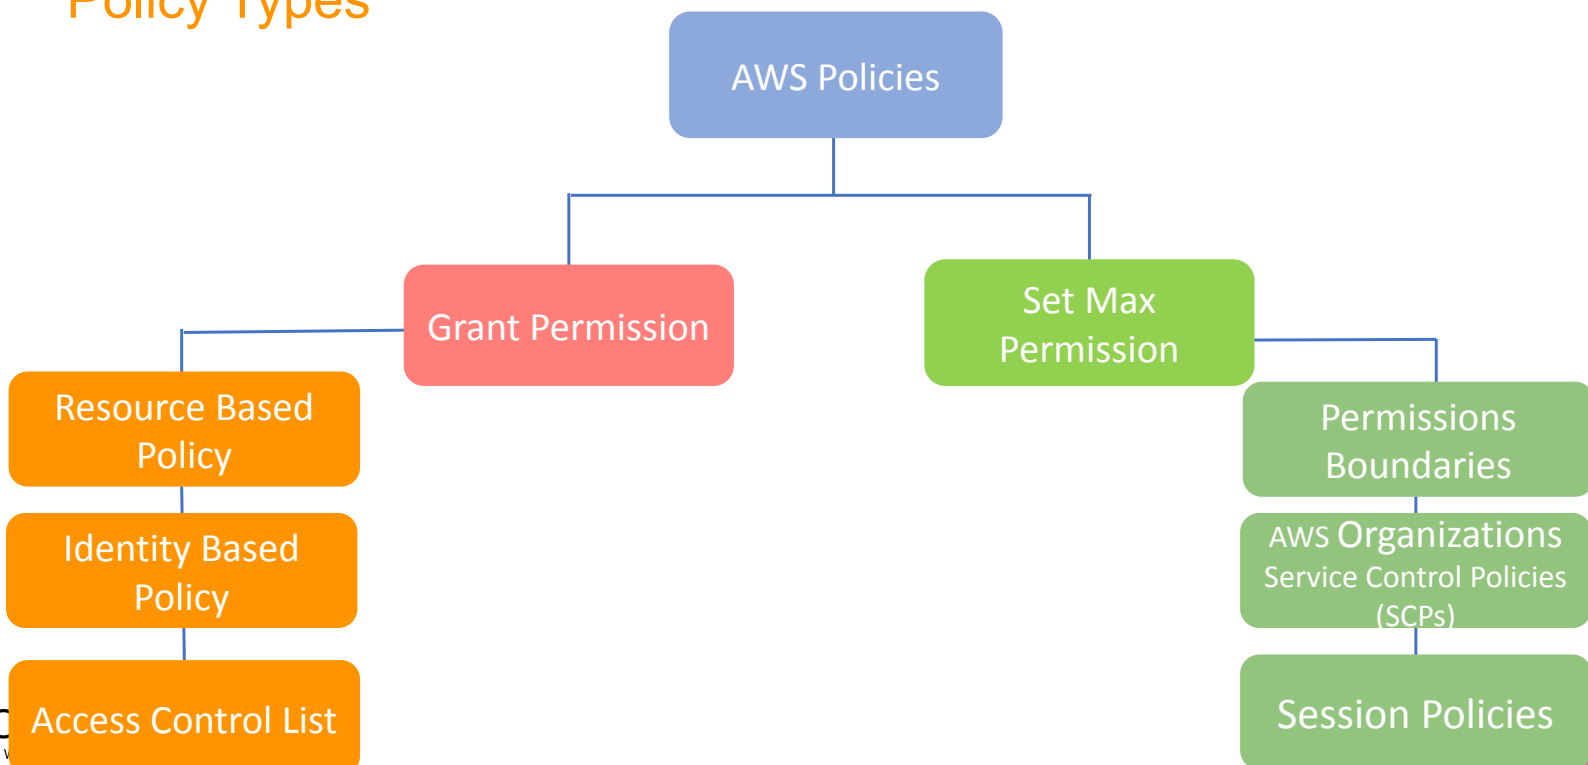 Policy Types
AWS Policies
Grant Permission
Set Max
Permission
Resource Based
Policy
Identity Based
Policy
Access Control List
Permissions
Boundaries
AWS Organizations
Service Control Policies
(SCPs)
Session Policies